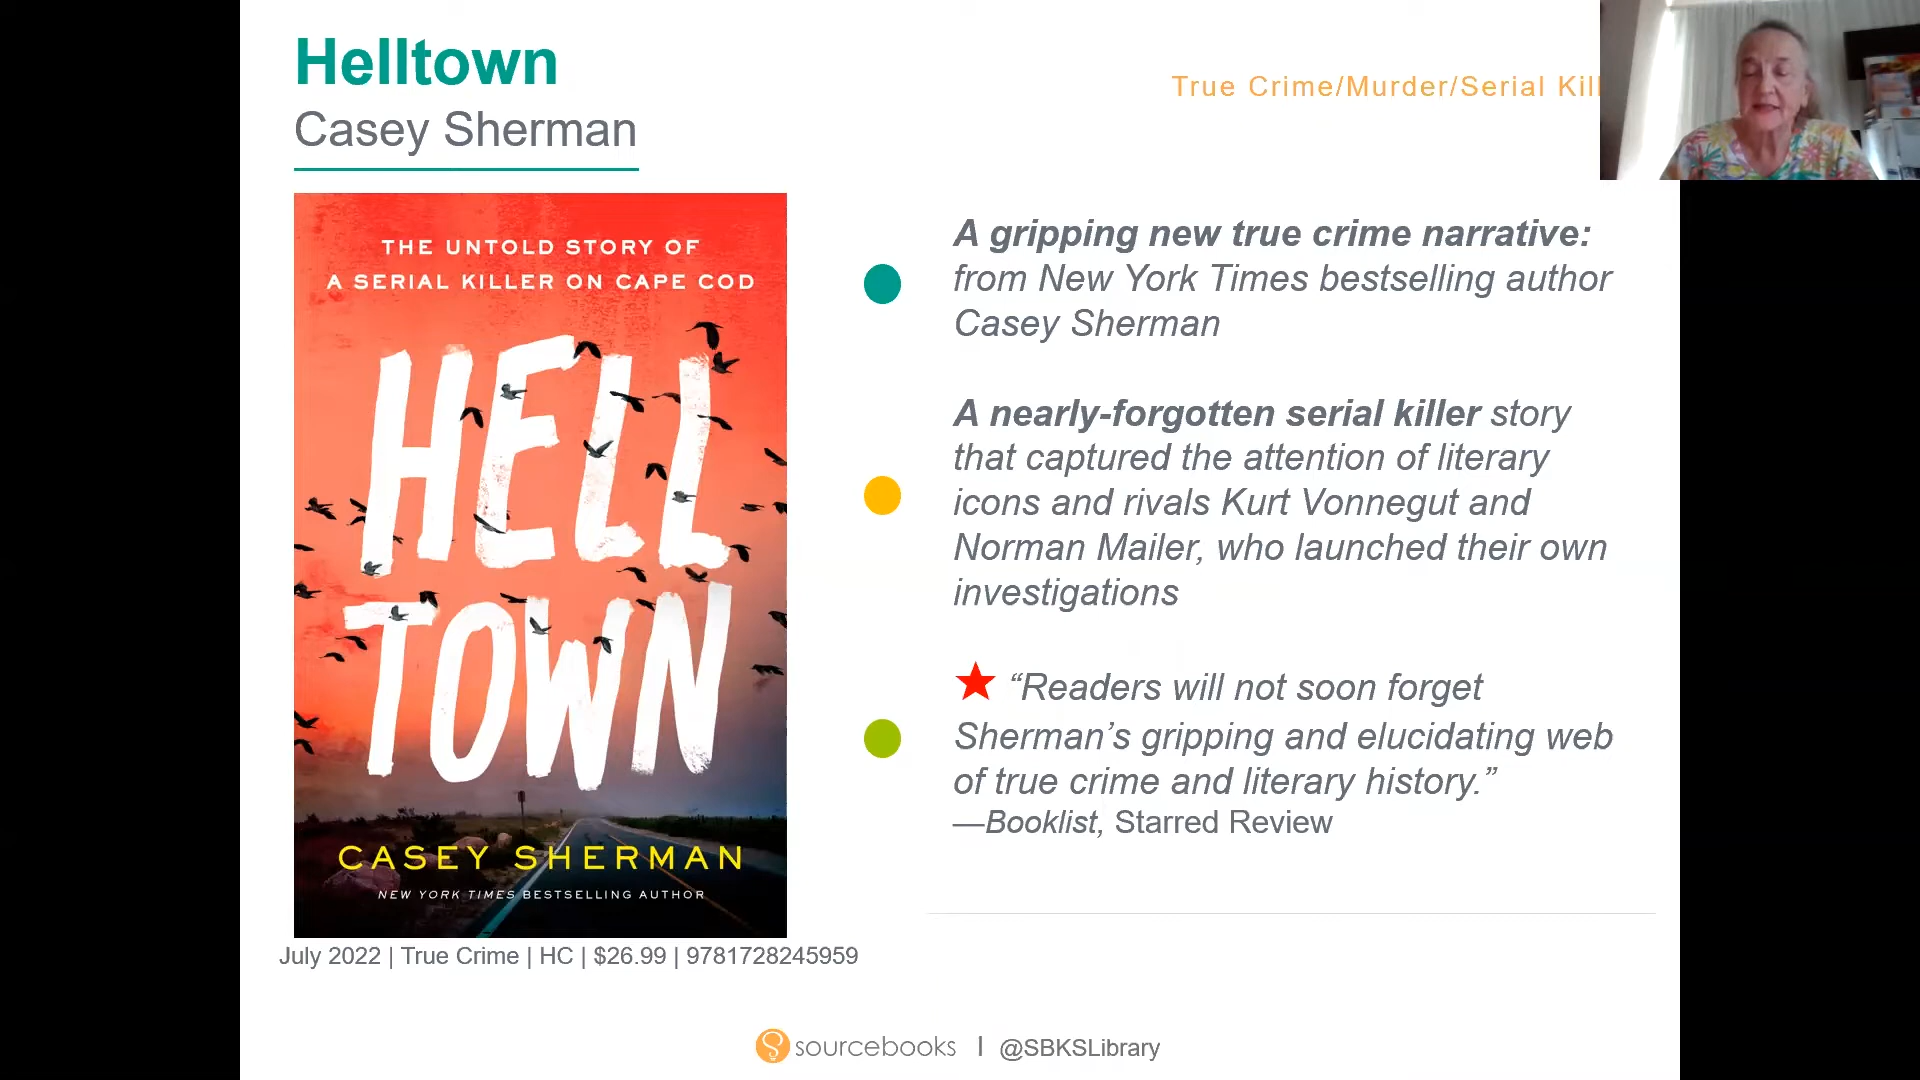 Helltown
Casey Sherman
True Crime/Murder/Serial Kill
THE UNTOLD STORY OF
A SERIAL KILLER ON CAPE COD
HELL
TOWN
CASEY SHERMAN
NEW YORK TIMES BESTSELLING AUTHOR
July 2022 | True Crime | HC | $26.99 | 9781728245959
A gripping new true crime narrative:
from New York Times bestselling author
Casey Sherman
A nearly-forgotten serial killer story
that captured the attention of literary
icons and rivals Kurt Vonnegut and
Norman Mailer, who launched their own
investigations
“Readers will not soon forget
Sherman’s gripping and elucidating web
of true crime and literary history.”
—Booklist, Starred Review
sourcebooks | @SBKSLibrary